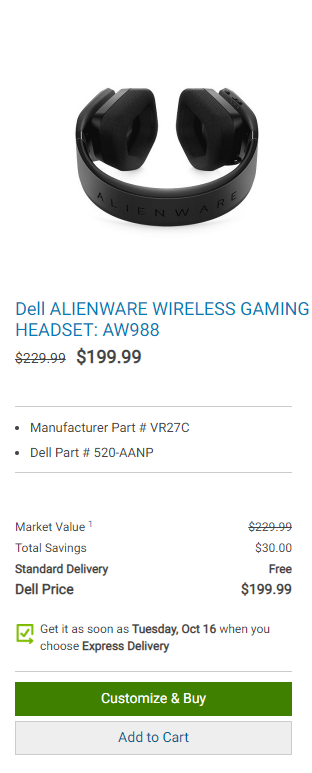 ALIENWARE
Dell ALIENWARE WIRELESS GAMING
HEADSET: AW988
$229.99 $199.99
• Manufacturer Part # VR27C
• Dell Part # 520-AANP
Market Value 1 $229.99
Total Savings $30.00
Standard Delivery Free
Dell Price $199.99
Get it as soon as Tuesday, Oct 16 when you
choose Express Delivery
Customize & Buy
Add to Cart